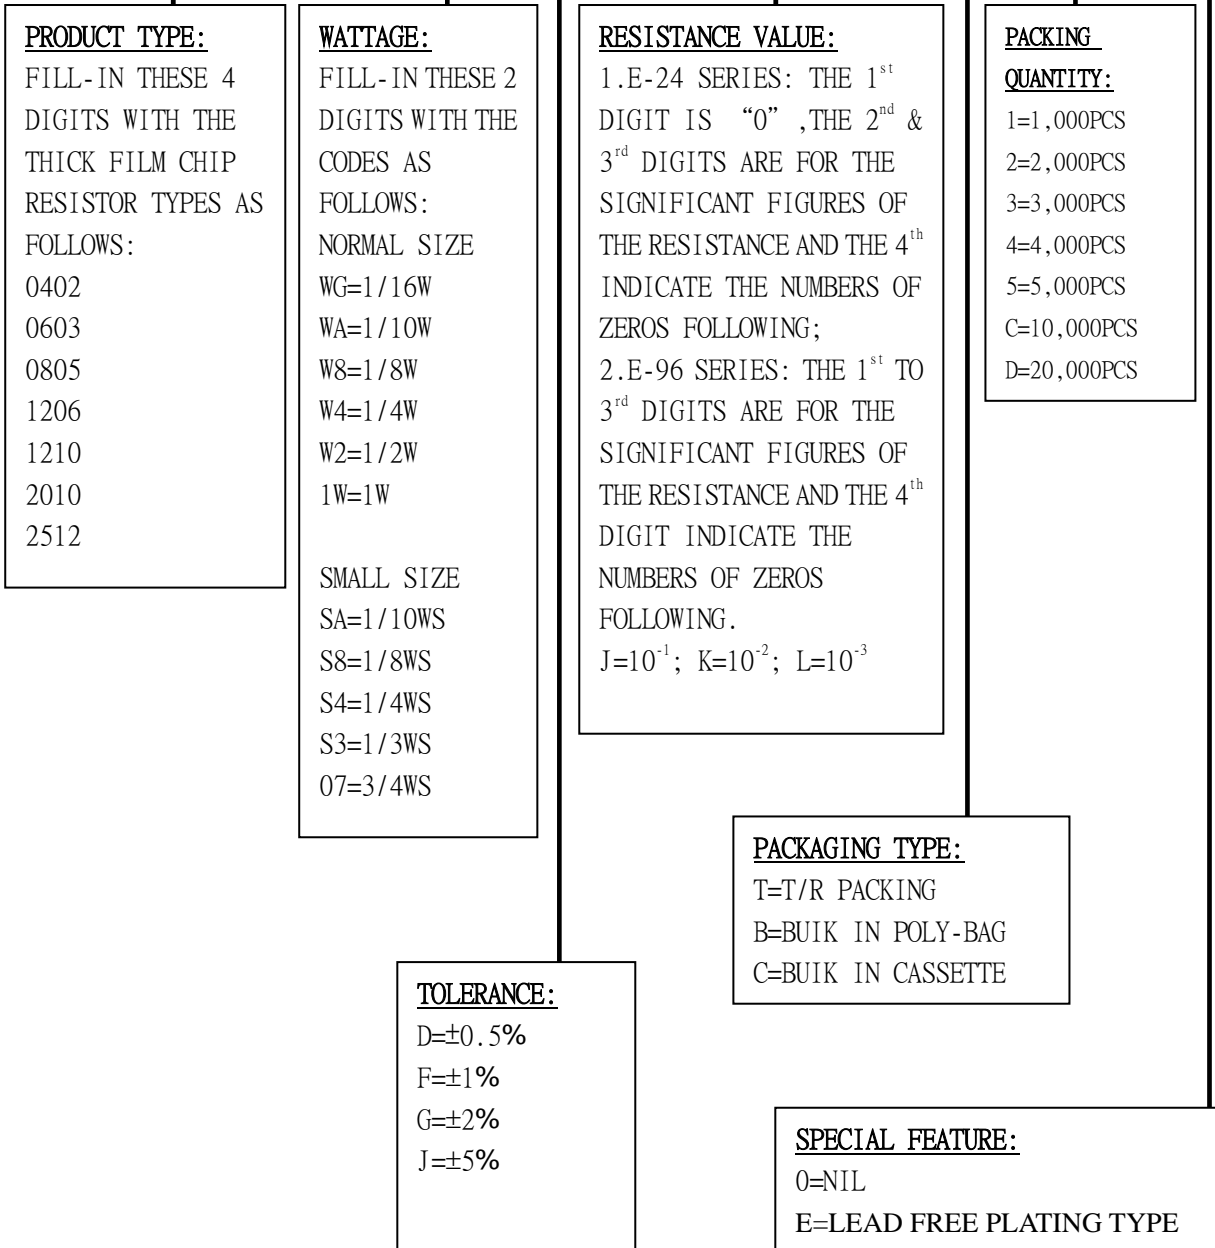 PRODUCT TYPE:
FILL-IN THESE 4
DIGITS WITH THE
THICK FILM CHIP
RESISTOR TYPES AS
FOLLOWS:
0402
0603
0805
1206
1210
2010
2512
WATTAGE:
FILL-IN THESE 2
DIGITS WITH THE
CODES AS
FOLLOWS:
NORMAL SIZE
WG=1/16W
WA=1/10W
W8=1/8W
W4=1/4W
W2=1/2W
1W=1W
SMALL SIZE
SA=1/10WS
S8=1/8WS
S4=1/4WS
S3=1/3WS
07=3/4WS
RESISTANCE VALUE:
1.E-24 SERIES: THE 1st
DIGIT IS “0” ,THE 2nd &
3rd DIGITS ARE FOR THE
SIGNIFICANT FIGURES OF
THE RESISTANCE AND THE 4th
INDICATE THE NUMBERS OF
ZEROS FOLLOWING;
2.E-96 SERIES: THE 1st TO
3rd DIGITS ARE FOR THE
SIGNIFICANT FIGURES OF
THE RESISTANCE AND THE 4th
DIGIT INDICATE THE
NUMBERS OF ZEROS
FOLLOWING.
J=10⁻¹; K=10⁻²; L=10⁻³
PACKING
QUANTITY:
1=1,000PCS
2=2,000PCS
3=3,000PCS
4=4,000PCS
5=5,000PCS
C=10,000PCS
D=20,000PCS
PACKAGING TYPE:
T=T/R PACKING
B=BUIK IN POLY-BAG
C=BUIK IN CASSETTE
TOLERANCE:
D=±0.5%
F=±1%
G=±2%
J=±5%
SPECIAL FEATURE:
0=NIL
E=LEAD FREE PLATING TYPE